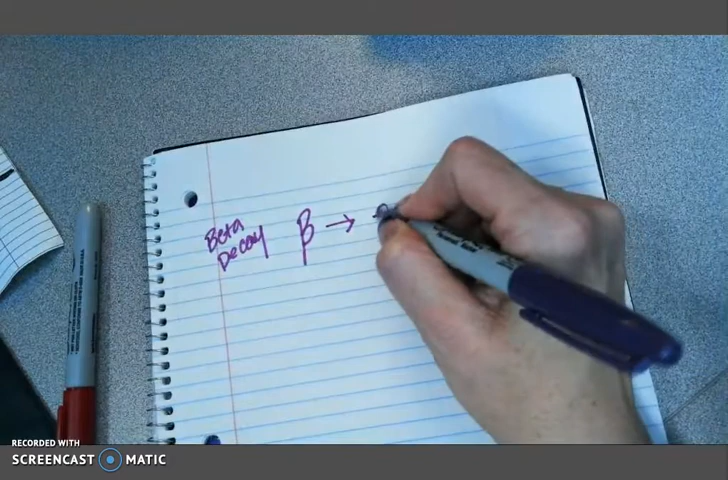 Beta
Decay
β →
RECORDED WITH
SCREENCAST MATIC